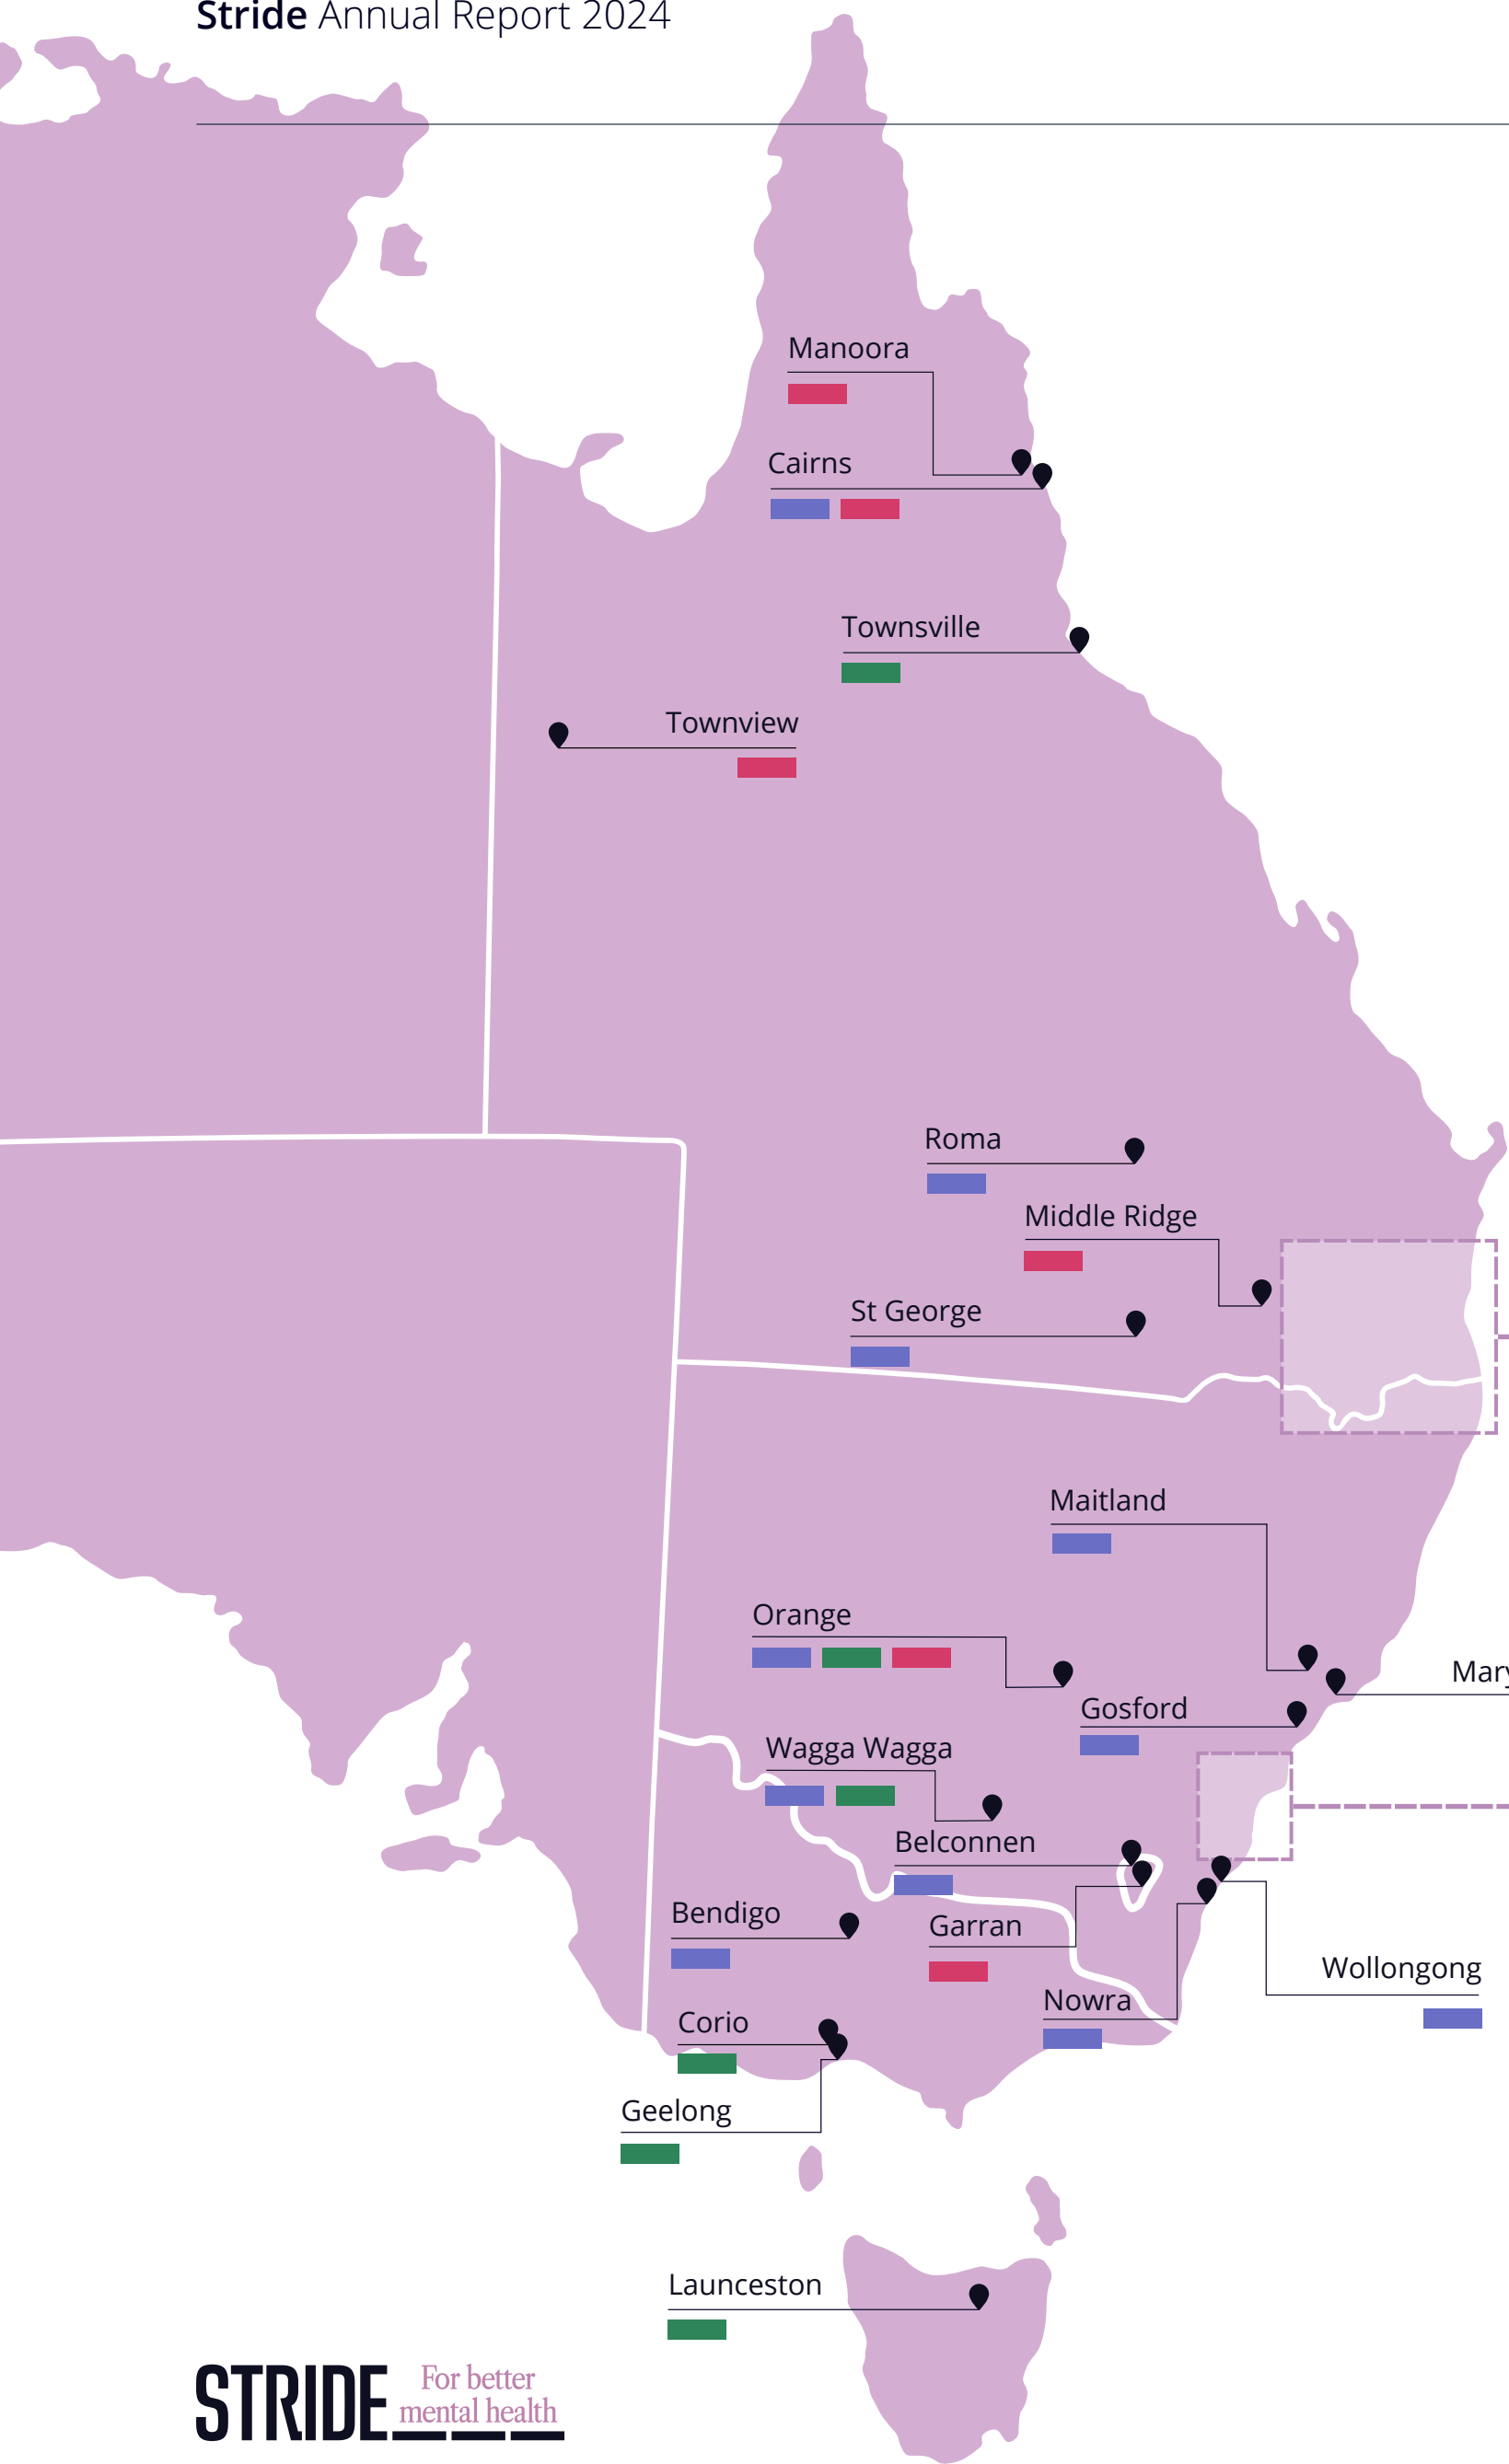 Stride Annual Report 2024
Manoora
Cairns
Townsville
Townview
Roma
Middle Ridge
St George
Maitland
Orange
Gosford
Wagga Wagga
Belconnen
Bendigo
Garran
Wollongong
Nowra
Corio
Geelong
Launceston
STRIDE
For better
mental health